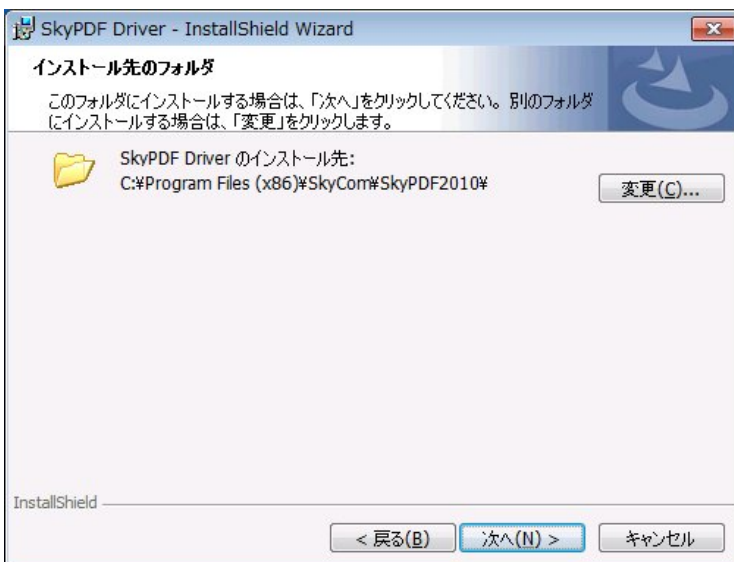 SkyPDF Driver - InstallShield Wizard
インストール先のフォルダ
このフォルダにインストールする場合は、「次へ」をクリックしてください。別のフォルダ
にインストールする場合は、「変更」をクリックします。
SkyPDF Driver のインストール先:
C:¥Program Files (x86)¥SkyCom¥SkyPDF2010¥
変更(C)...
InstallShield
< 戻る(B)
次へ(N) >
キャンセル